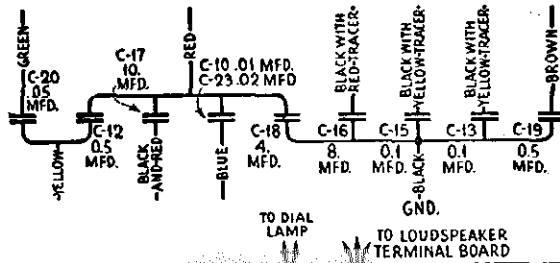 GREEN
C-20
.05
MFD.
YELLOW
C-17
10.
MFD.
C-12
0.5
MFD.
BLACK
AND-RED
RED
C-10 .01 MFD.
C-23 .02 MFD
BLUE
C-18
4.
MFD.
BLACK WITH
RED-TRACER
C-16
8.
MFD.
BLACK WITH
YELLOW-TRACER
C-15
0.1
MFD.
BLACK
GND.
BLACK WITH
YELLOW-TRACER
C-13
0.1
MFD.
BROWN
C-19
0.5
MFD.
TO DIAL
LAMP
TO LOUDSPEAKER
TERMINAL BOARD